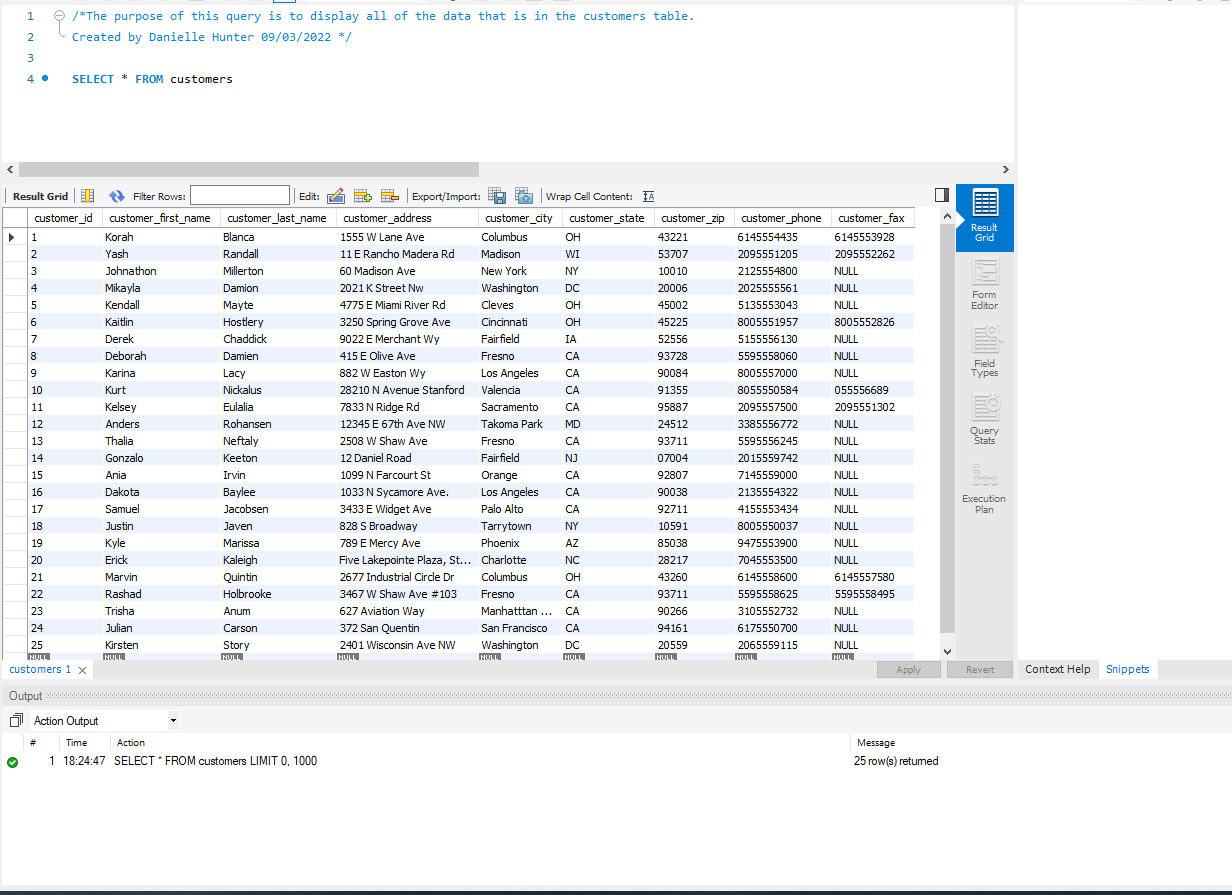 1 /*The purpose of this query is to display all of the data that is in the customers table.
2 Created by Danielle Hunter 09/03/2022 */
3
4 SELECT * FROM customers
Result Grid Filter Rows: Edit: Export/Import: Wrap Cell Content:
customer_id customer_first_name customer_last_name customer_address customer_city customer_state customer_zip customer_phone customer_fax
1 Korah Blanca 1555 W Lane Ave Columbus OH 43221 6145554435 6145553928
2 Yash Randall 11 E Rancho Madera Rd Madison WI 53707 2095551205 2095552262
3 Johnathon Millerton 60 Madison Ave New York NY 10010 2125554800 NULL
4 Mikayla Damion 2021 K Street Nw Washington DC 20006 2025555561 NULL
5 Kendall Mayte 4775 E Miami River Rd Cleves OH 45002 5135553043 NULL
6 Kaitlin Hostlery 3250 Spring Grove Ave Cincinnati OH 45225 8005551957 8005552826
7 Derek Chaddick 9022 E Merchant Wy Fairfield IA 52556 5155556130 NULL
8 Deborah Damien 415 E Olive Ave Fresno CA 93728 5595558060 NULL
9 Karina Lacy 882 W Easton Wy Los Angeles CA 90084 8005557000 NULL
10 Kurt Nickalus 28210 N Avenue Stanford Valencia CA 91355 8055550584 055556689
11 Kelsey Eulalia 7833 N Ridge Rd Sacramento CA 95887 2095557500 2095551302
12 Anders Rohansen 12345 E 67th Ave NW Takoma Park MD 24512 3385556772 NULL
13 Thalia Neftaly 2508 W Shaw Ave Fresno CA 93711 5595556245 NULL
14 Gonzalo Keeton 12 Daniel Road Fairfield NJ 07004 2015559742 NULL
15 Ania Irvin 1099 N Farcourt St Orange CA 92807 7145559000 NULL
16 Dakota Baylee 1033 N Sycamore Ave. Los Angeles CA 90038 2135554322 NULL
17 Samuel Jacobsen 3433 E Widget Ave Palo Alto CA 92711 4155553434 NULL
18 Justin Javen 828 S Broadway Tarrytown NY 10591 8005550037 NULL
19 Kyle Marissa 789 E Mercy Ave Phoenix AZ 85038 9475553900 NULL
20 Erick Kaleigh Five Lakepointe Plaza, St... Charlotte NC 28217 7045553500 NULL
21 Marvin Quintin 2677 Industrial Circle Dr Columbus OH 43260 6145558600 6145557580
22 Rashad Holbrooke 3467 W Shaw Ave #103 Fresno CA 93711 5595558625 5595558495
23 Trisha Anum 627 Aviation Way Manhatttan ... CA 90266 3105552732 NULL
24 Julian Carson 372 San Quentin San Francisco CA 94161 6175550700 NULL
25 Kirsten Story 2401 Wisconsin Ave NW Washington DC 20559 2065559115 NULL
NULL NULL NULL NULL NULL NULL NULL NULL NULL
Result
Grid
Form
Editor
Field
Types
Query
Stats
Execution
Plan
customers 1 Apply Revert Context Help Snippets
Output
Action Output
# Time Action Message
1 18:24:47 SELECT * FROM customers LIMIT 0, 1000 25 row(s) returned